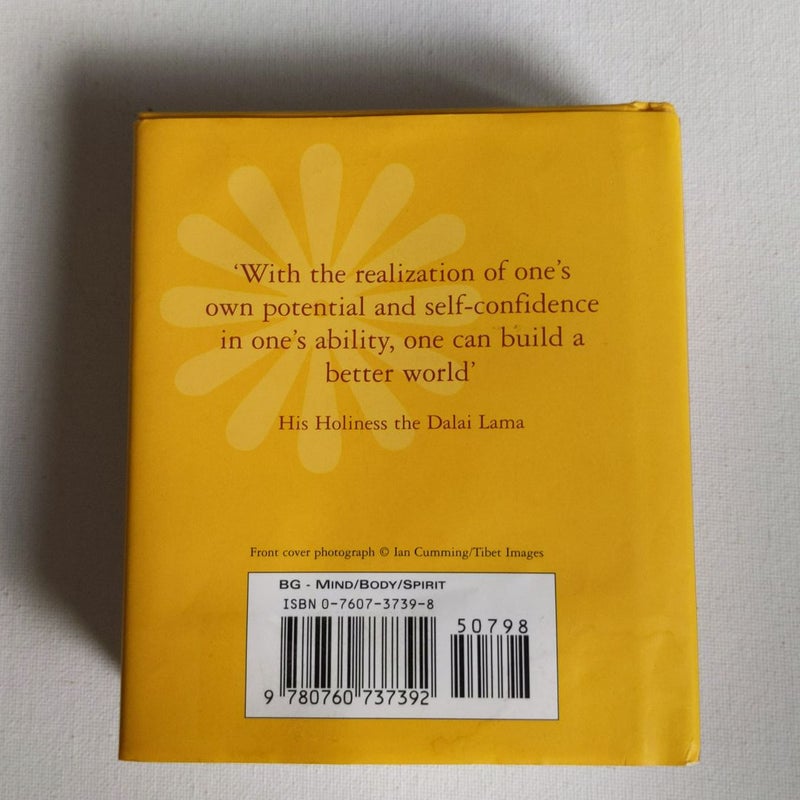 ‘With the realization of one’s
own potential and self-confidence
in one’s ability, one can build a
better world’
His Holiness the Dalai Lama
Front cover photograph © Ian Cumming/Tibet Images
BG - MIND/BODY/SPIRIT
ISBN 0-7607-3739-8
50798
9 780760 737392